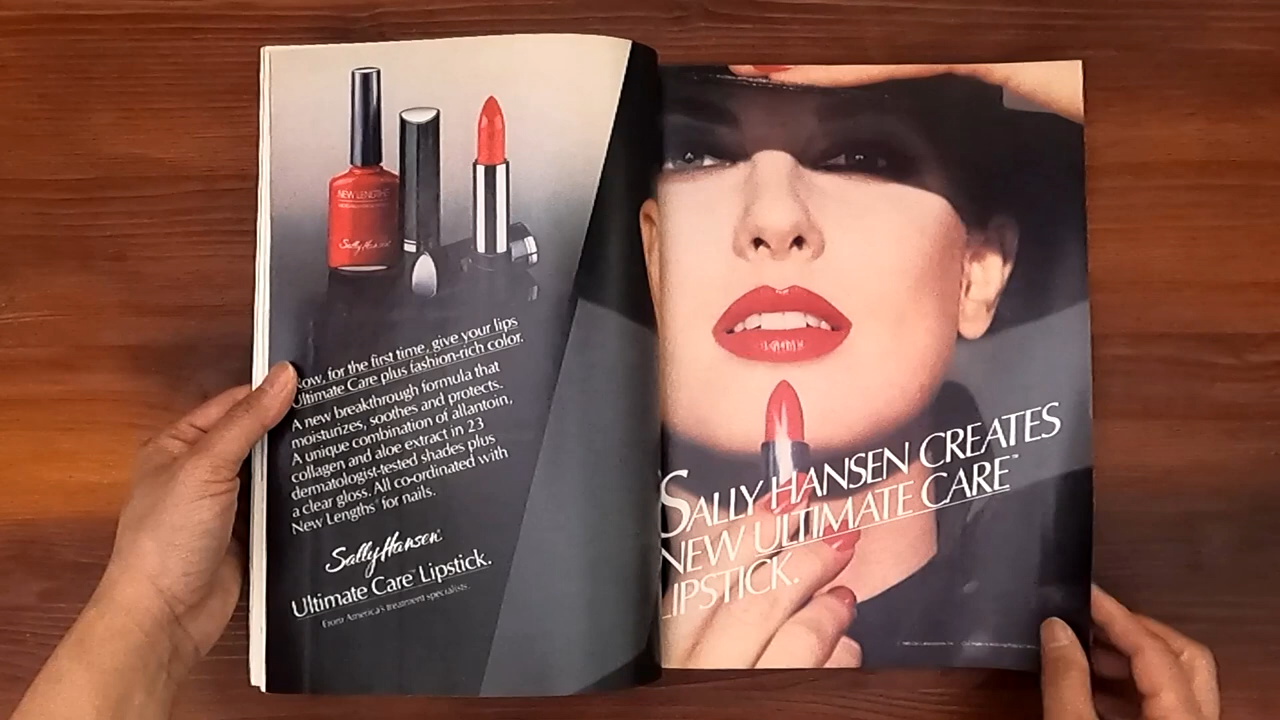 NEW LENGTHS
Sally Hansen
Now, for the first time, give your lips
Ultimate Care plus fashion-rich color.
A new breakthrough formula that
moisturizes, soothes and protects.
A unique combination of allantoin,
collagen and aloe extract in 23
dermatologist-tested shades plus
a clear gloss. All co-ordinated with
New Lengths® for nails.
Sally Hansen®
Ultimate Care™ Lipstick.
From America's treatment specialists.
SALLY HANSEN CREATES
NEW ULTIMATE CARE™
LIPSTICK.